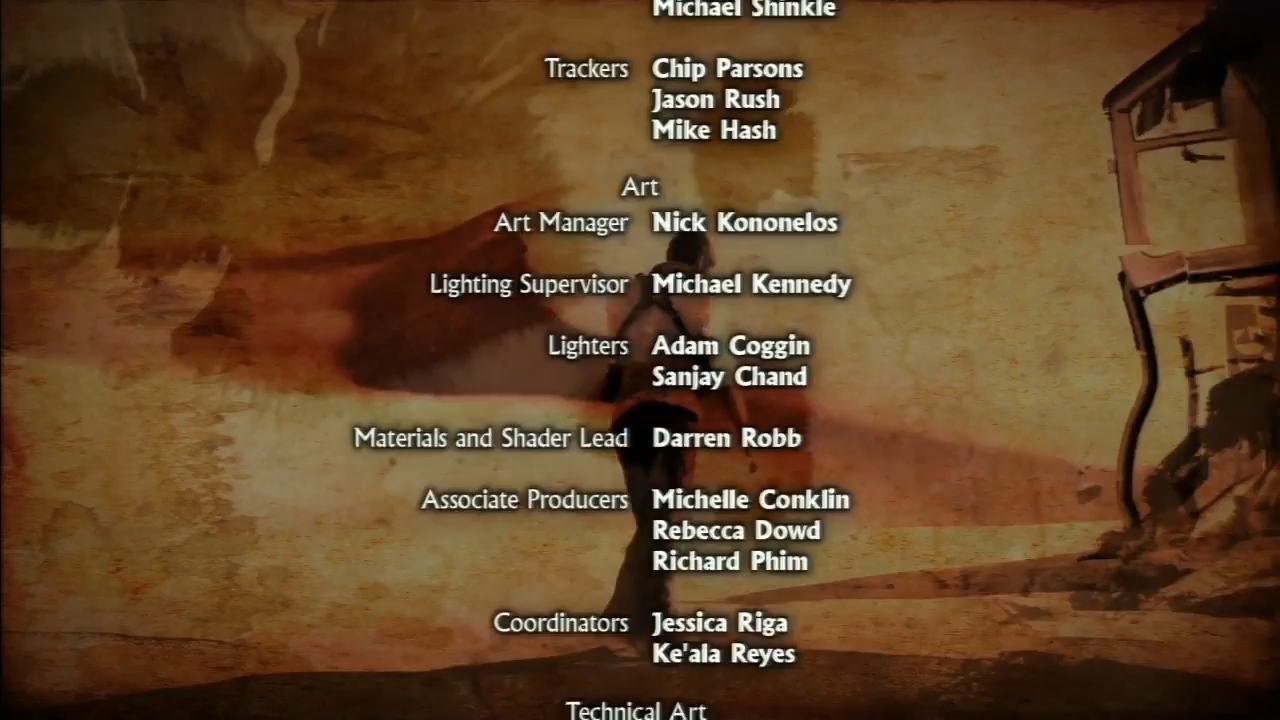 Michael Shinkle
Trackers Chip Parsons
Jason Rush
Mike Hash
Art
Art Manager Nick Kononelos
Lighting Supervisor Michael Kennedy
Lighters Adam Coggin
Sanjay Chand
Materials and Shader Lead Darren Robb
Associate Producers Michelle Conklin
Rebecca Dowd
Richard Phim
Coordinators Jessica Riga
Ke'ala Reyes
Technical Art